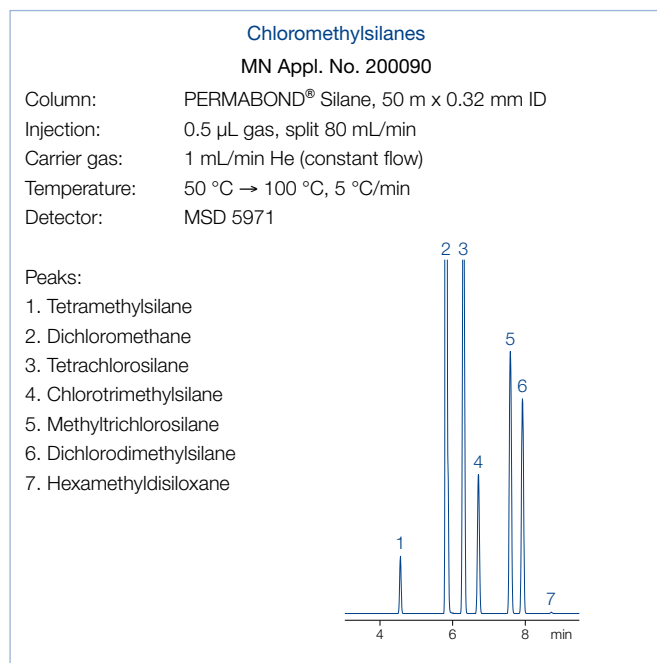 Chloromethylsilanes
MN Appl. No. 200090
Column: PERMABOND® Silane, 50 m x 0.32 mm ID
Injection: 0.5 µL gas, split 80 mL/min
Carrier gas: 1 mL/min He (constant flow)
Temperature: 50 °C → 100 °C, 5 °C/min
Detector: MSD 5971
Peaks:
1. Tetramethylsilane
2. Dichloromethane
3. Tetrachlorosilane
4. Chlorotrimethylsilane
5. Methyltrichlorosilane
6. Dichlorodimethylsilane
7. Hexamethyldisiloxane
2 3
5
6
4
1
7
4 6 8 min